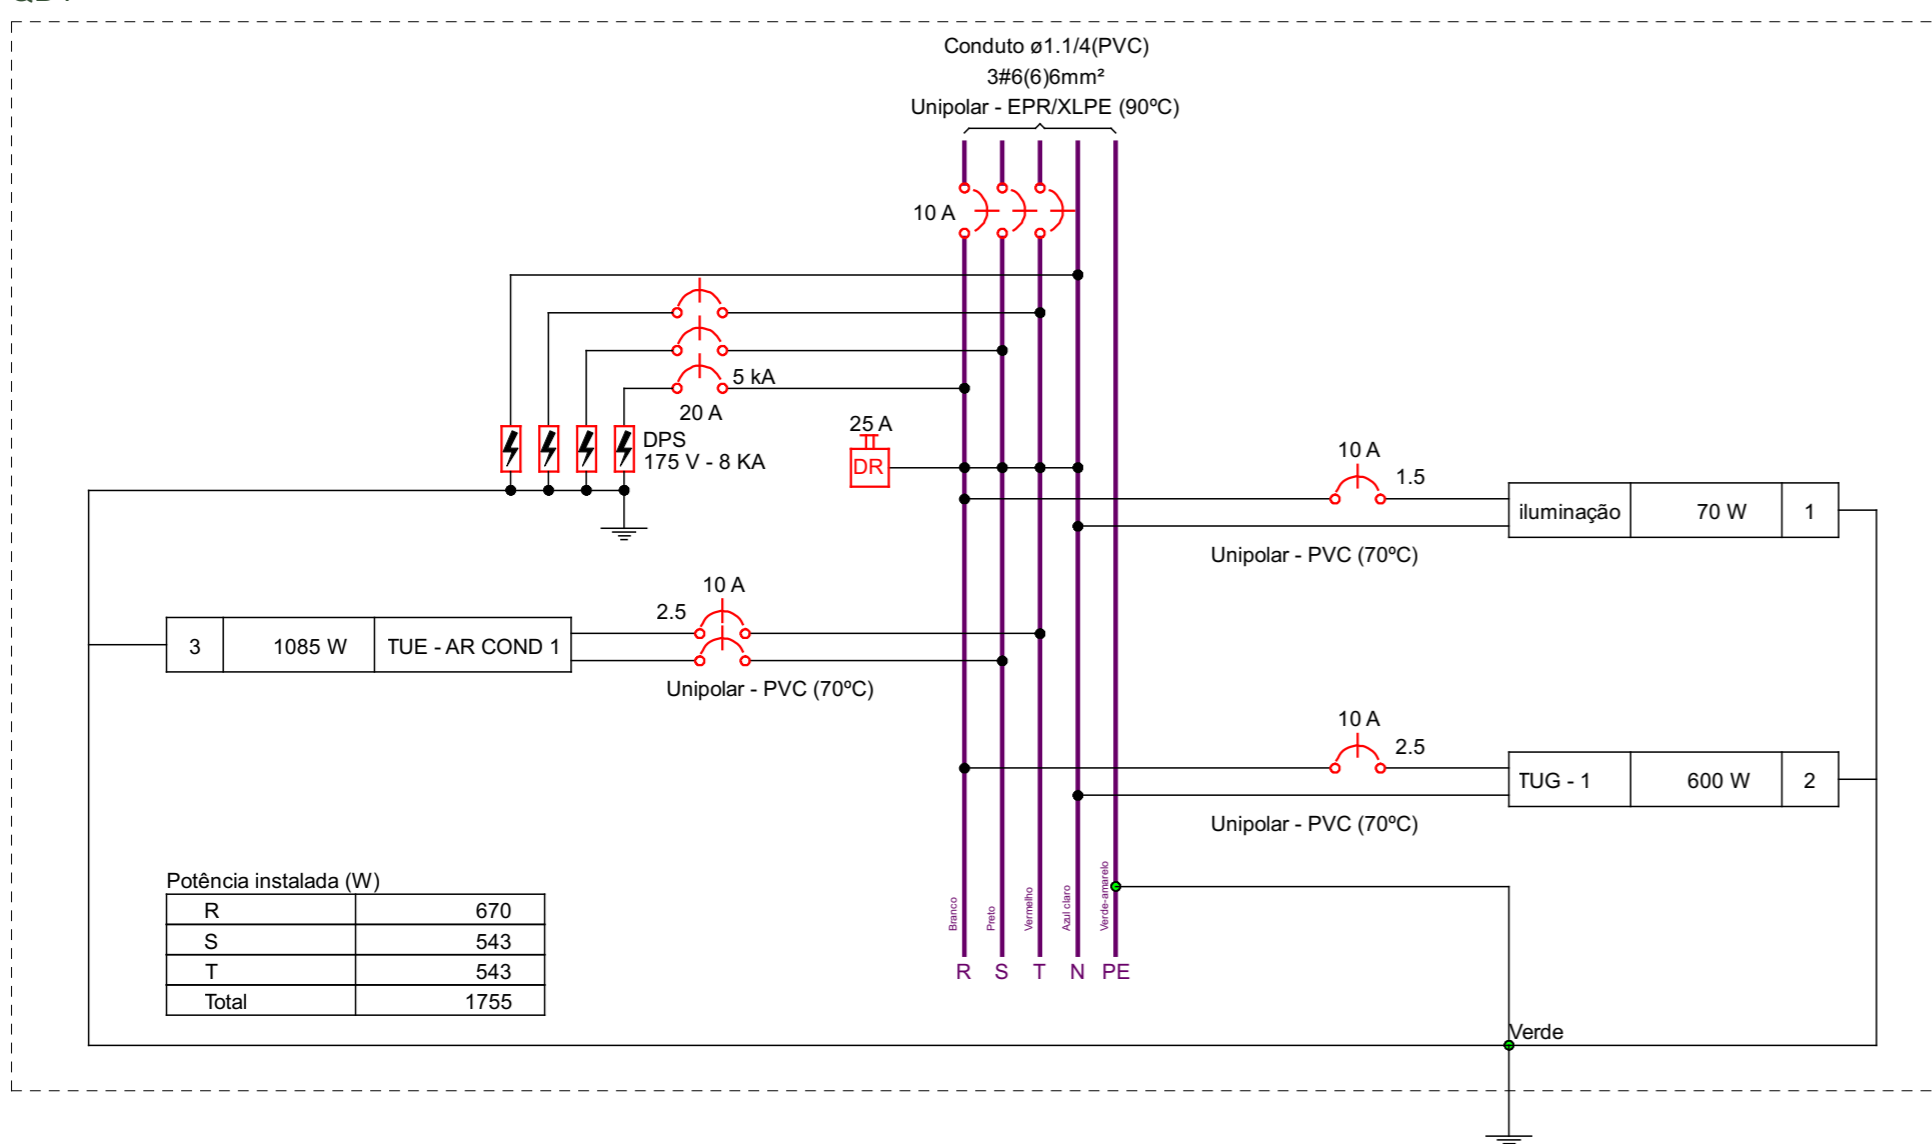 Conduto ø1.1/4(PVC)
3#6(6)6mm²
Unipolar - EPR/XLPE (90ºC)
10 A
5 kA
20 A
DPS
175 V - 8 KA
25 A
DR
10 A
1.5
iluminação 70 W 1
Unipolar - PVC (70ºC)
10 A
2.5
3 1085 W TUE - AR COND 1
Unipolar - PVC (70ºC)
10 A
2.5
TUG - 1 600 W 2
Unipolar - PVC (70ºC)
Potência instalada (W)
R 670
S 543
T 543
Total 1755
Branco
Preto
Vermelho
Azul claro
Verde-amarelo
R S T N PE
Verde